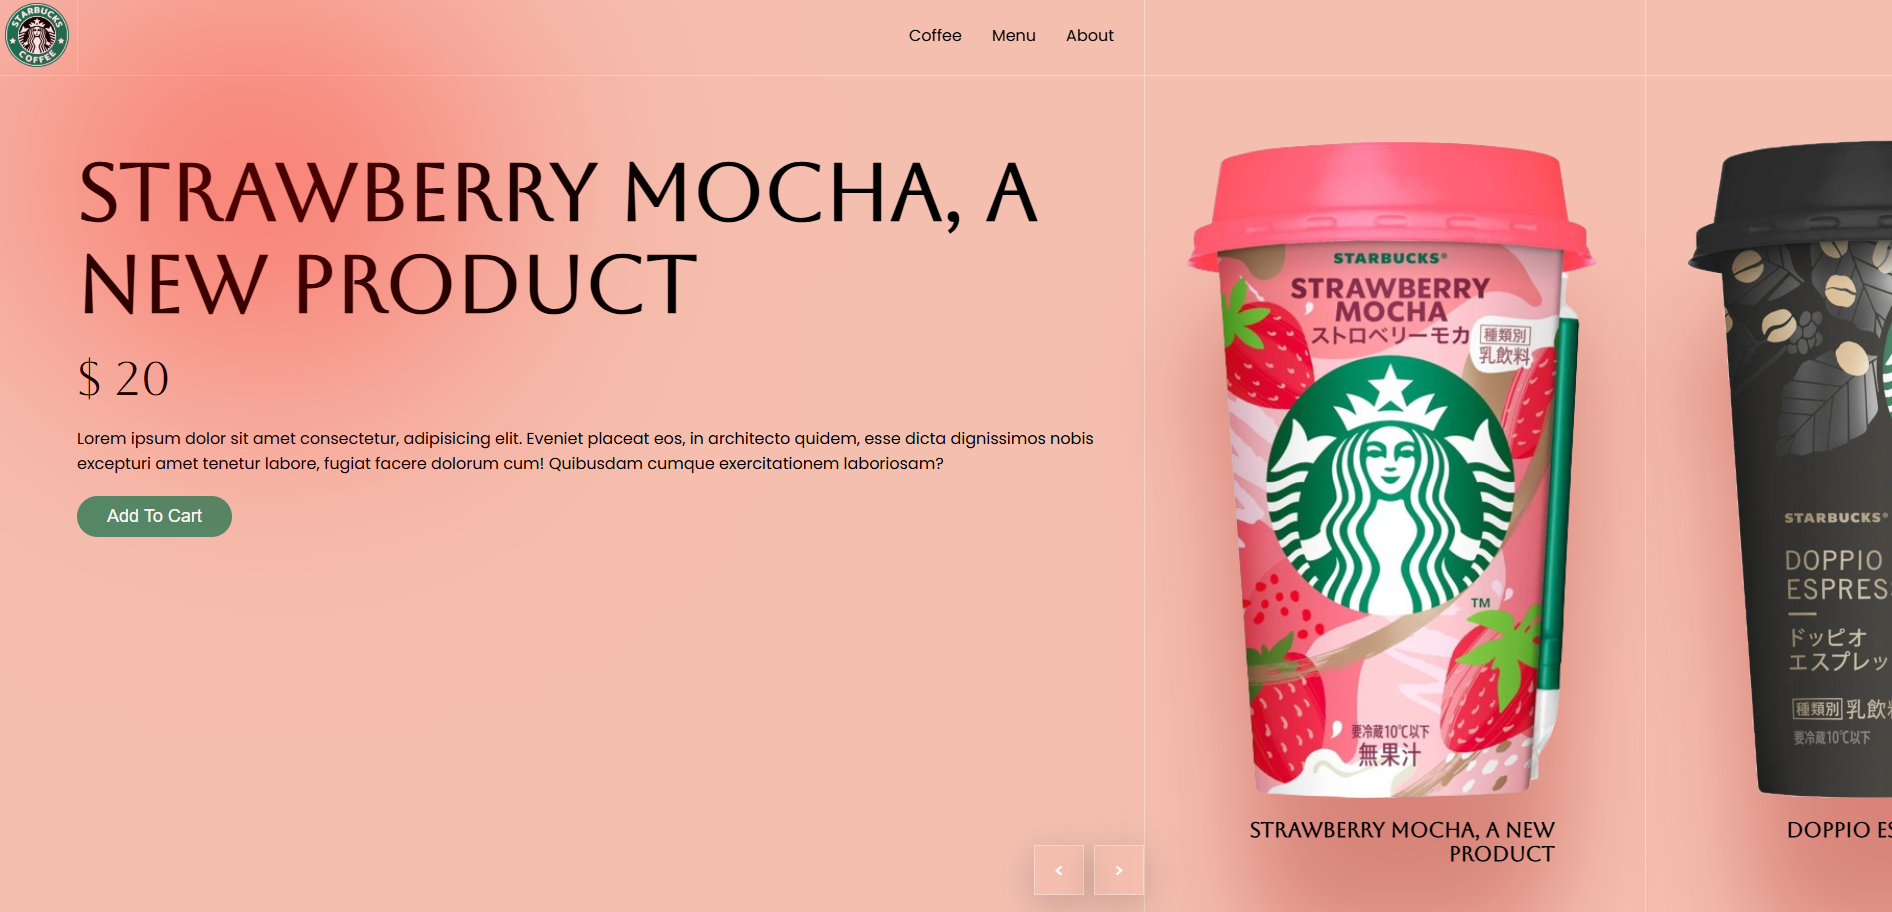 STARBUCKS
COFFEE
Coffee
Menu
About
STRAWBERRY MOCHA, A
NEW PRODUCT
$ 20
Lorem ipsum dolor sit amet consectetur, adipisicing elit. Eveniet placeat eos, in architecto quidem, esse dicta dignissimos nobis
excepturi amet tenetur labore, fugiat facere dolorum cum! Quibusdam cumque exercitationem laboriosam?
Add To Cart
<
>
STARBUCKS®
STRAWBERRY
MOCHA
ストロベリーモカ
種類別
乳飲料
TM
要冷蔵10℃以下
無果汁
STRAWBERRY MOCHA, A NEW
PRODUCT
STARBUCKS®
DOPPIO
ESPRES
ドッピオ
エスプレッ
種類別 乳飲料
要冷蔵10℃以下
DOPPIO ES